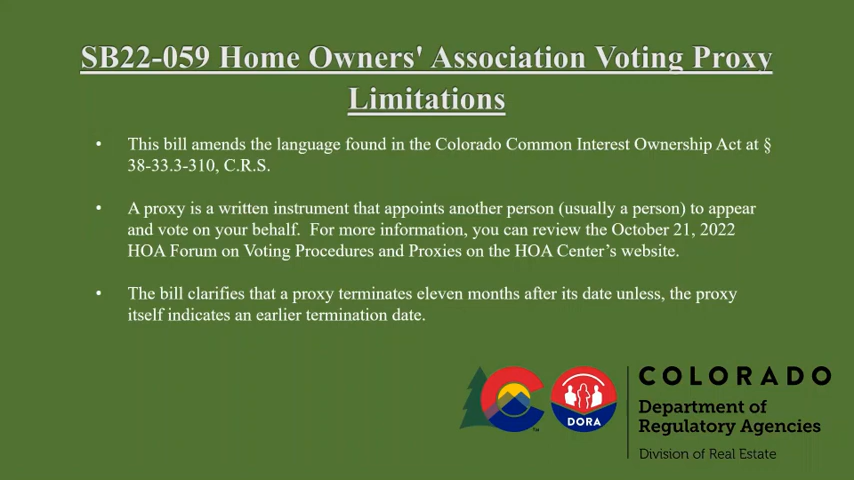 SB22-059 Home Owners' Association Voting Proxy
Limitations
• This bill amends the language found in the Colorado Common Interest Ownership Act at §
38-33.3-310, C.R.S.
• A proxy is a written instrument that appoints another person (usually a person) to appear
and vote on your behalf. For more information, you can review the October 21, 2022
HOA Forum on Voting Procedures and Proxies on the HOA Center’s website.
• The bill clarifies that a proxy terminates eleven months after its date unless, the proxy
itself indicates an earlier termination date.
COLORADO
Department of
Regulatory Agencies
Division of Real Estate
DORA
TM